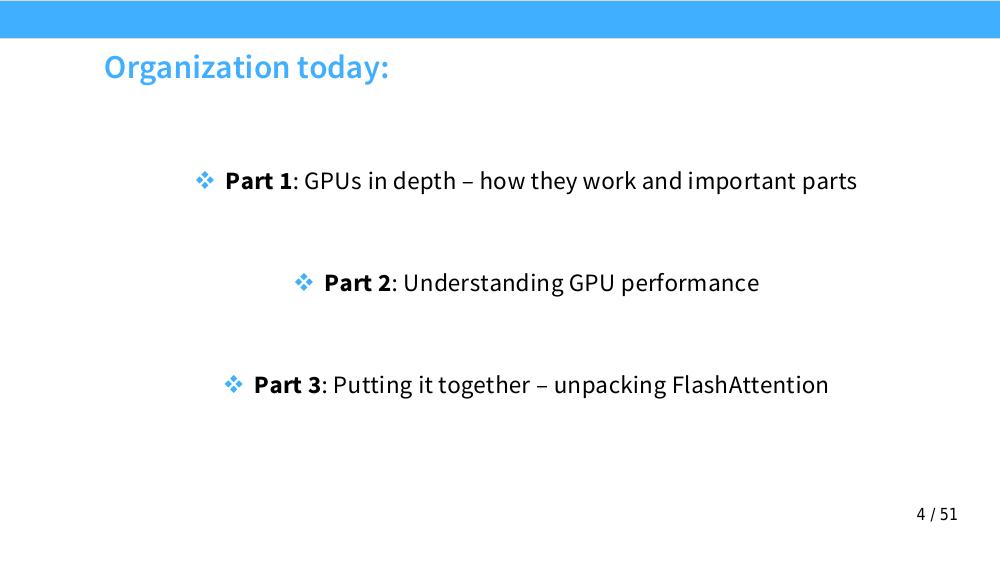 Organization today:
❖ Part 1: GPUs in depth – how they work and important parts
❖ Part 2: Understanding GPU performance
❖ Part 3: Putting it together – unpacking FlashAttention
4 / 51